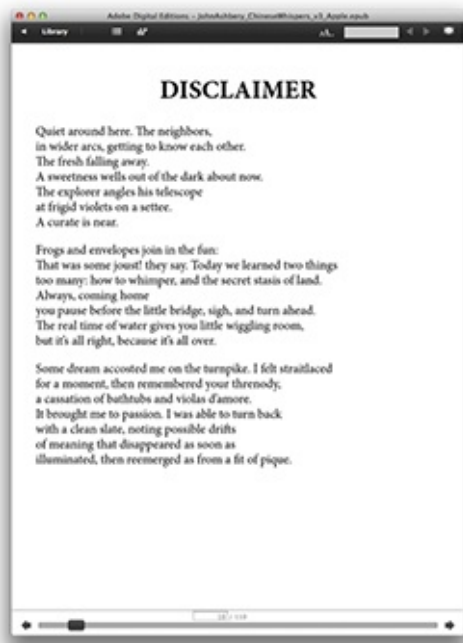 Adobe Digital Editions - JohnAshbery_ChineseWhispers_v3_Apple.epub
Library
DISCLAIMER
Quiet around here. The neighbors,
in wider arcs, getting to know each other.
The fresh falling away.
A sweetness wells out of the dark about now.
The explorer angles his telescope
at frigid violets on a settee.
A curate is near.
Frogs and envelopes join in the fun:
That was some joust! they say. Today we learned two things
too many: how to whimper, and the secret stasis of land.
Always, coming home
you pause before the little bridge, sigh, and turn ahead.
The real time of water gives you little wiggling room,
but it's all right, because it's all over.
Some dream accosted me on the turnpike. I felt straitlaced
for a moment, then remembered your threnody,
a cassation of bathtubs and violas d'amore.
It brought me to passion. I was able to turn back
with a clean slate, noting possible drifts
of meaning that disappeared as soon as
illuminated, then reemerged as from a fit of pique.